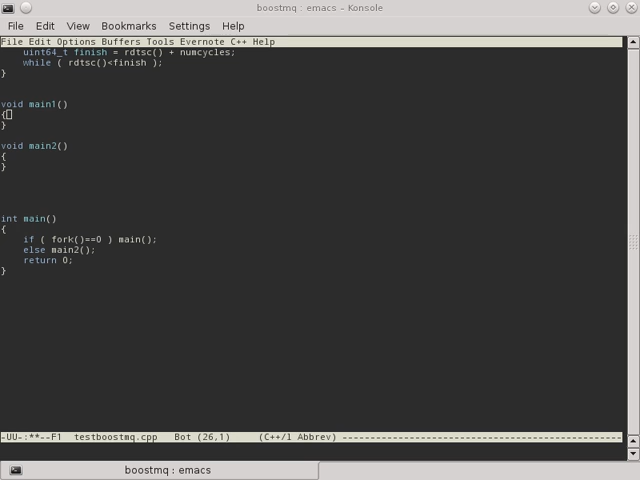 boostmq : emacs – Konsole
File Edit View Bookmarks Settings Help
File Edit Options Buffers Tools Evernote C++ Help
    uint64_t finish = rdtsc() + numcycles;
    while ( rdtsc()<finish );
}
void main1()
{
}
void main2()
{
}
int main()
{
    if ( fork()==0 ) main();
    else main2();
    return 0;
}
-UU-:**--F1  testboostmq.cpp   Bot (26,1)     (C++/l Abbrev) --------------------------------------------------
boostmq : emacs